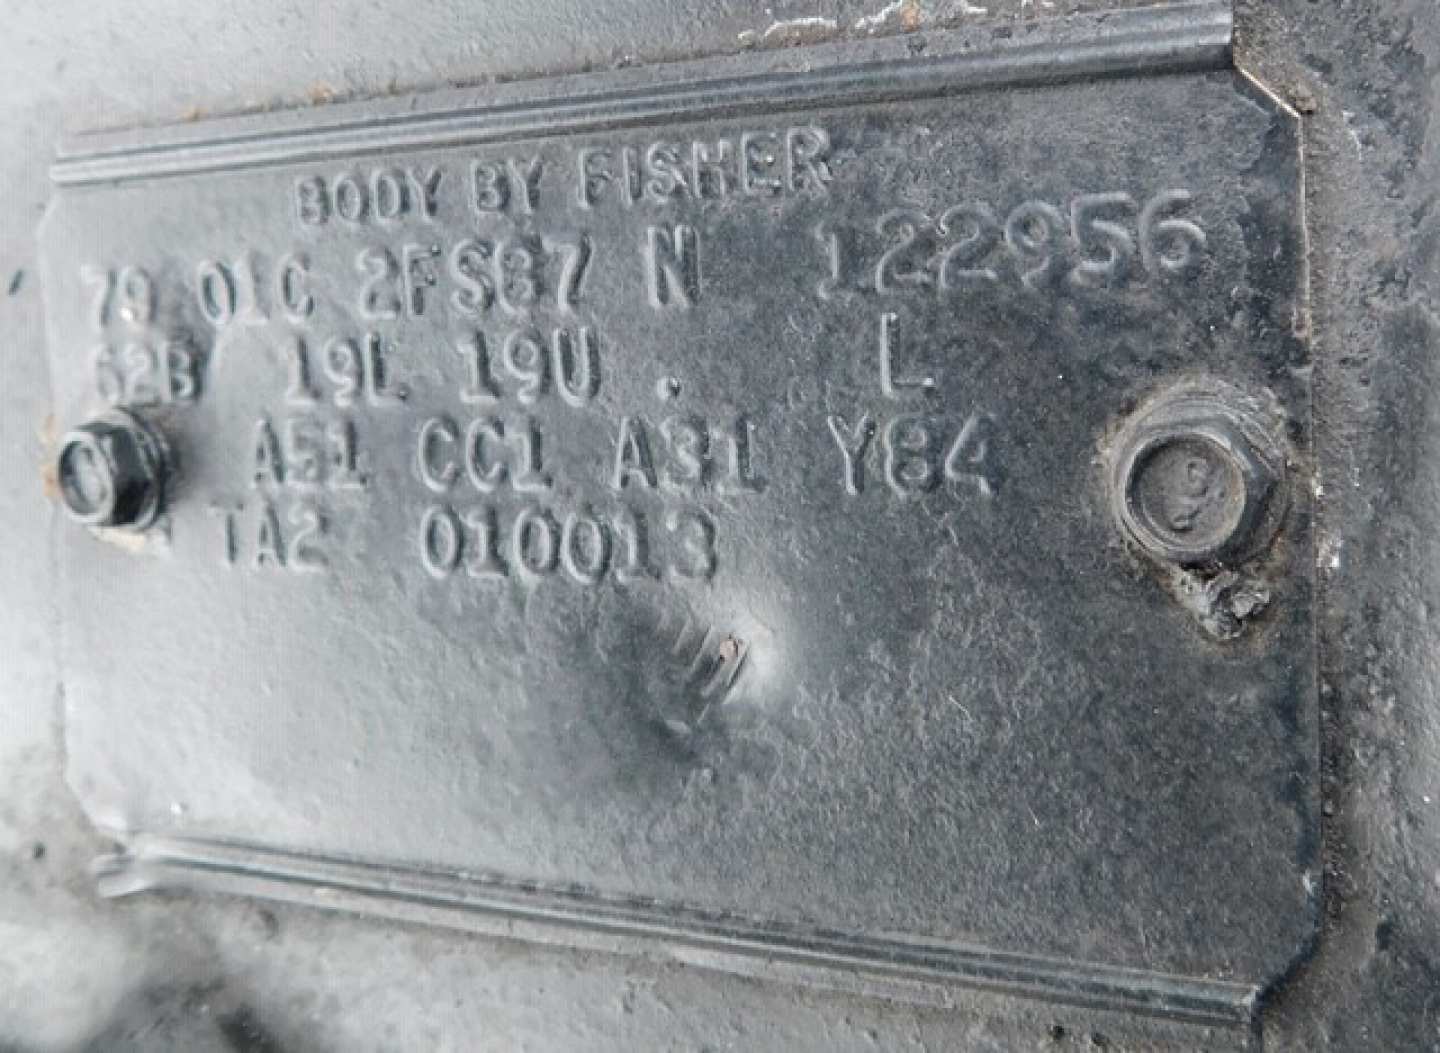 BODY BY FISHER
79 01C 2FS87 N 122956
62B 19L 19U . L
A51 CC1 A31 Y84
TA2 010013